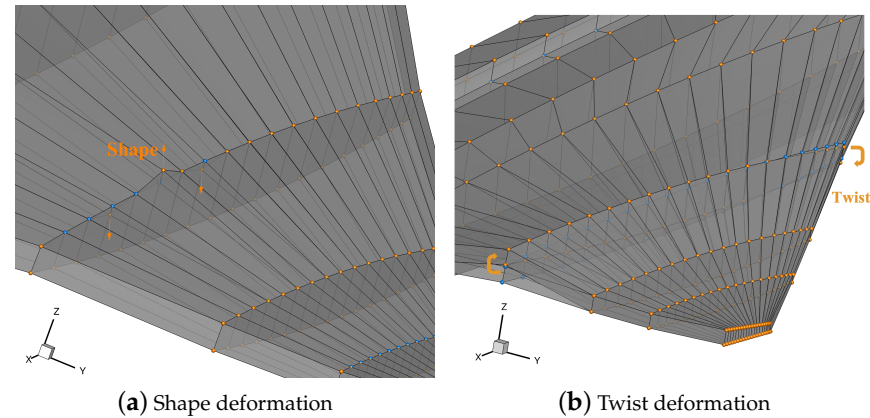 Shape
Twist
Z
X
Y
Z
X
Y
(a) Shape deformation
(b) Twist deformation